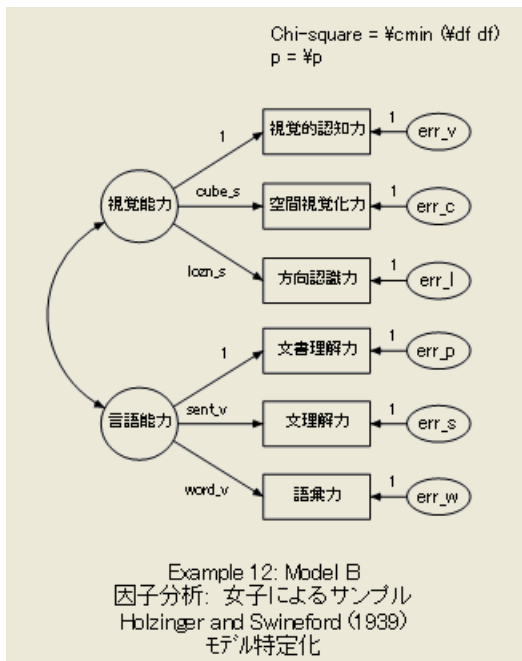 Chi-square = ¥cmin (¥df df)
p = ¥p
1
視覚的認知力
1
err_v
視覚能力
cube_s
空間視覚化力
1
err_c
lozn_s
方向認識力
1
err_l
1
文書理解力
1
err_p
言語能力
sent_v
文理解力
1
err_s
word_v
語彙力
1
err_w
Example 12: Model B
因子分析: 女子によるサンプル
Holzinger and Swineford (1939)
モデル特定化